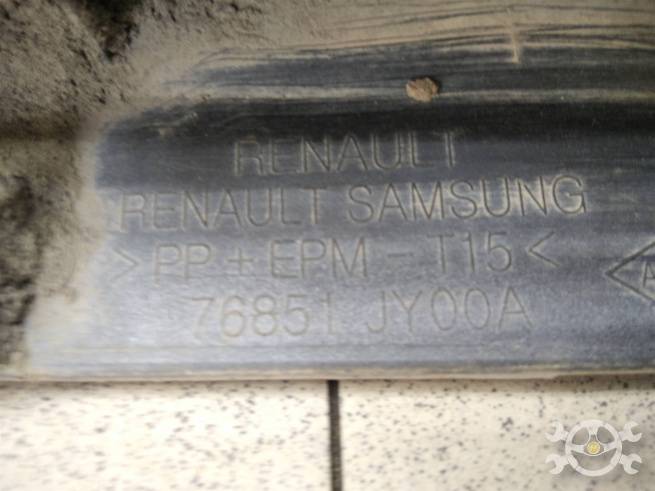 RENAULT
RENAULT SAMSUNG
>PP+EPM-T15<
76851 JY00A
A